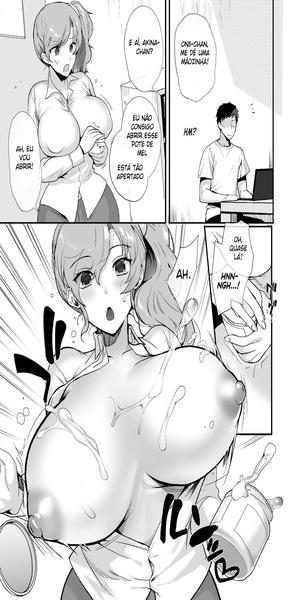 ONII-CHAN,
ME DÊ UMA
MÃOZINHA!
HM?
E AÍ, AKINA-
CHAN?
EU NÃO
CONSIGO
ABRIR ESSE
POTE DE
MEL!
ESTÁ TÃO
APERTADO
AH, EU
VOU
ABRIR!
OH,
QUASE
LÁ!
HNN-
NGH...!
AH.